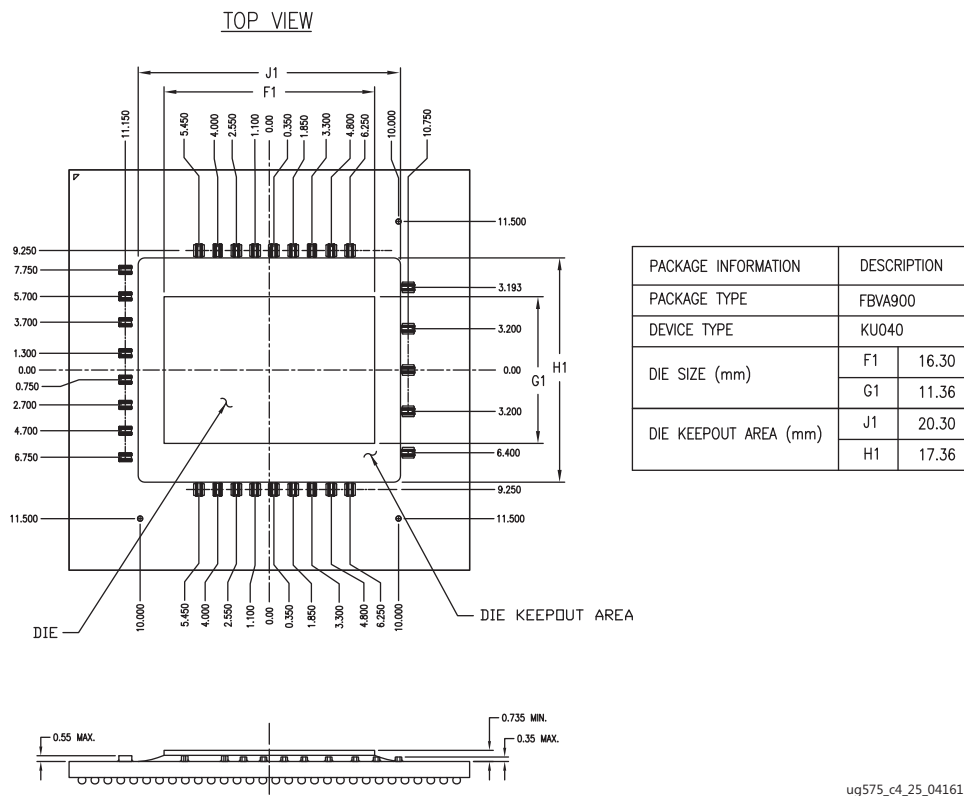 TOP VIEW
J1
F1
11.150
5.450
4.000
2.550
1.100
0.00
0.350
1.850
3.300
4.800
6.250
10.000
10.750
11.500
9.250
7.750
5.700
3.700
1.300
0.00
0.750
2.700
4.700
6.750
11.500
3.193
3.200
0.00
3.200
6.400
9.250
11.500
G1
H1
10.000
5.450
4.000
2.550
1.100
0.00
0.350
1.850
3.300
4.800
6.250
10.000
DIE
DIE KEEPOUT AREA
PACKAGE INFORMATION DESCRIPTION
PACKAGE TYPE FBVA900
DEVICE TYPE KU040
DIE SIZE (mm) F1 16.30
G1 11.36
DIE KEEPOUT AREA (mm) J1 20.30
H1 17.36
0.55 MAX.
0.735 MIN.
0.35 MAX.
ug575_c4_25_04161